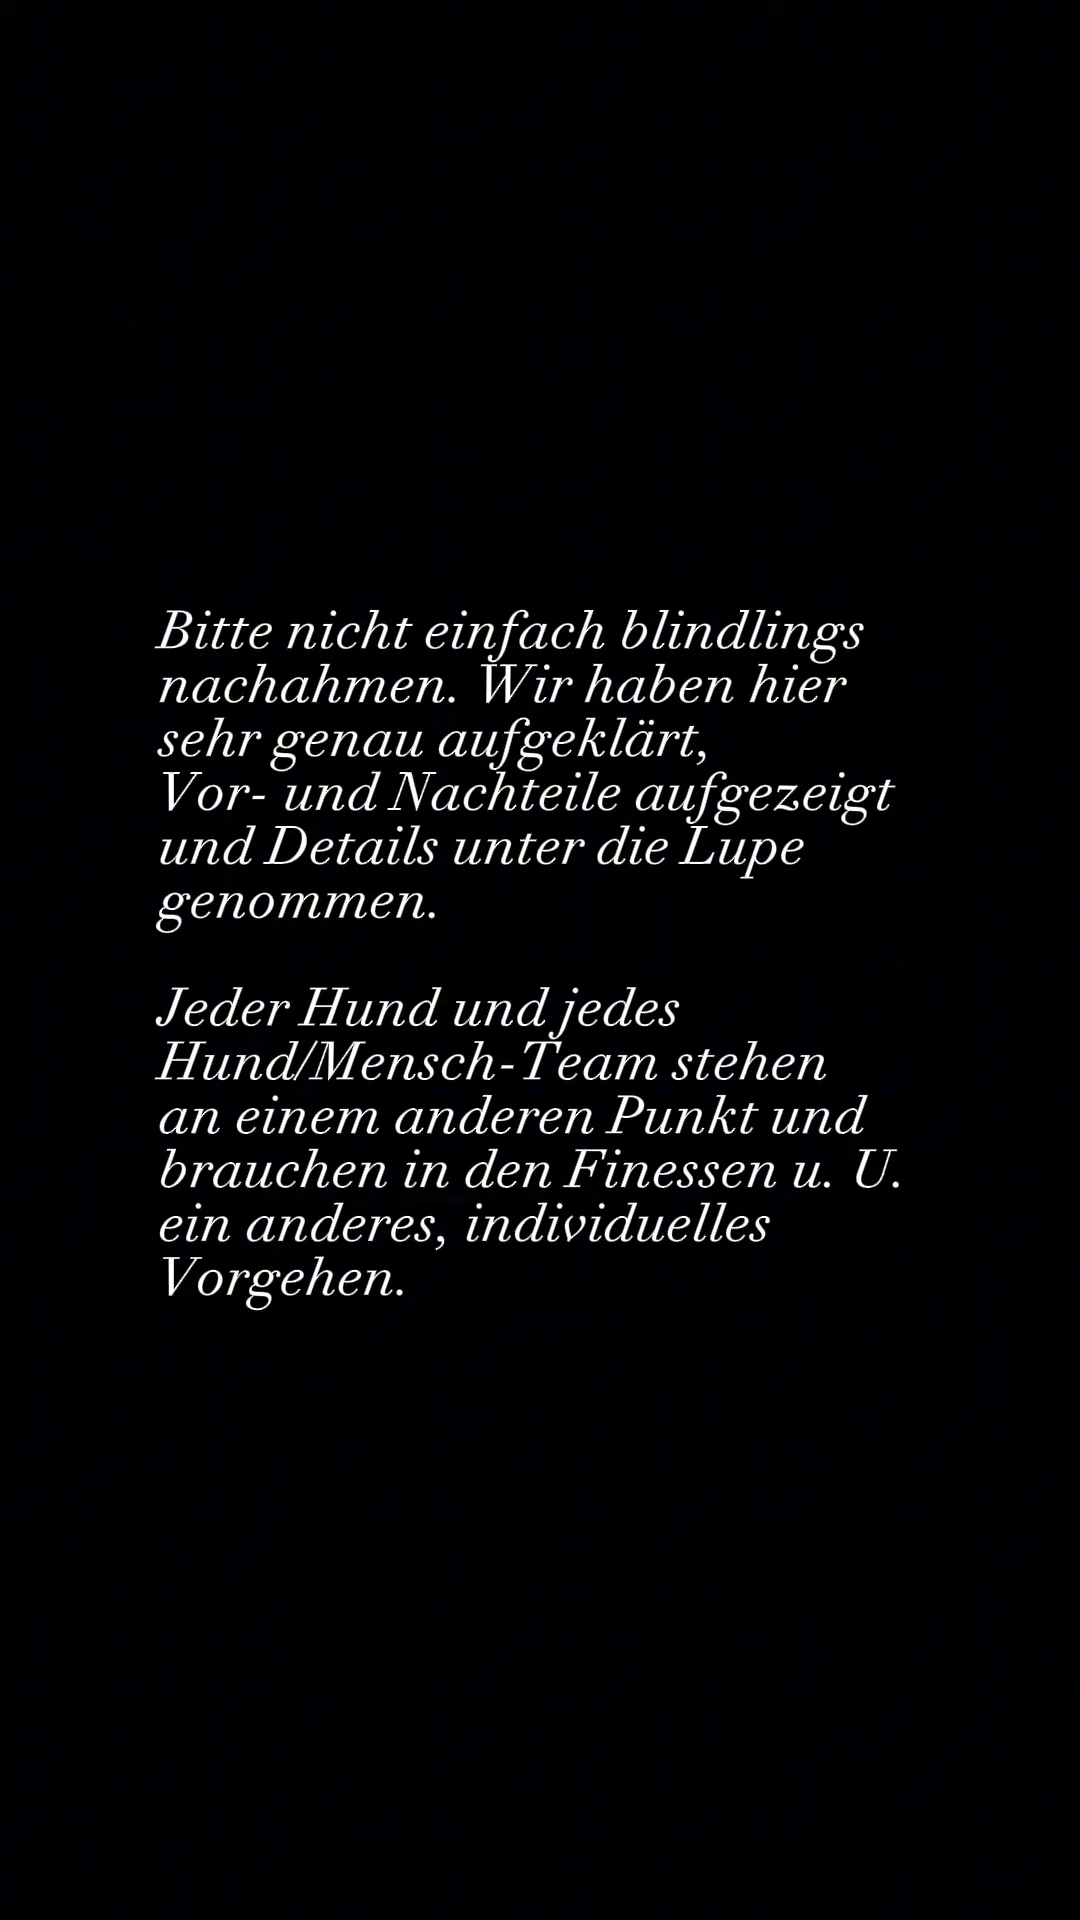 Bitte nicht einfach blindlings
nachahmen. Wir haben hier
sehr genau aufgeklärt,
Vor- und Nachteile aufgezeigt
und Details unter die Lupe
genommen.
Jeder Hund und jedes
Hund/Mensch-Team stehen
an einem anderen Punkt und
brauchen in den Finessen u. U.
ein anderes, individuelles
Vorgehen.